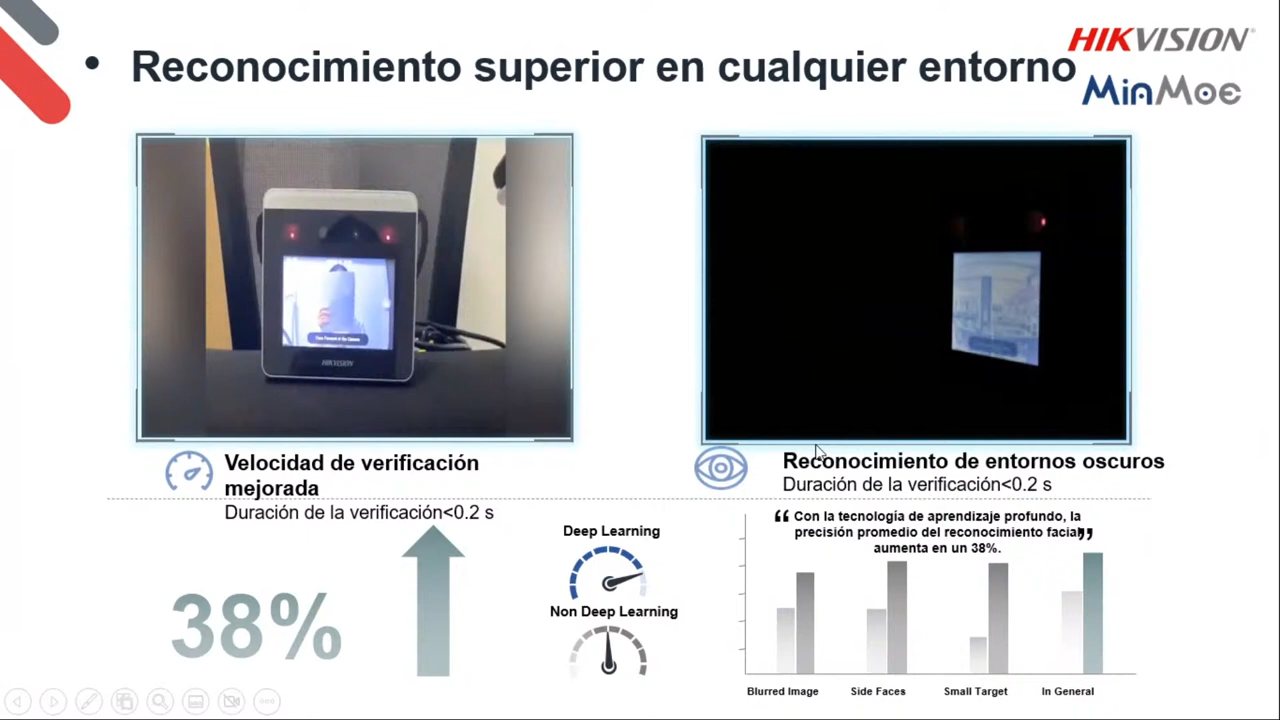 HIKVISION
• Reconocimiento superior en cualquier entorno
MinMoe
HIKVISION
Velocidad de verificación
mejorada
Duración de la verificación<0.2 s
Reconocimiento de entornos oscuros
Duración de la verificación<0.2 s
38%
Deep Learning
Non Deep Learning
“ Con la tecnología de aprendizaje profundo, la
precisión promedio del reconocimiento facial ”
aumenta en un 38%.
Blurred Image
Side Faces
Small Target
In General